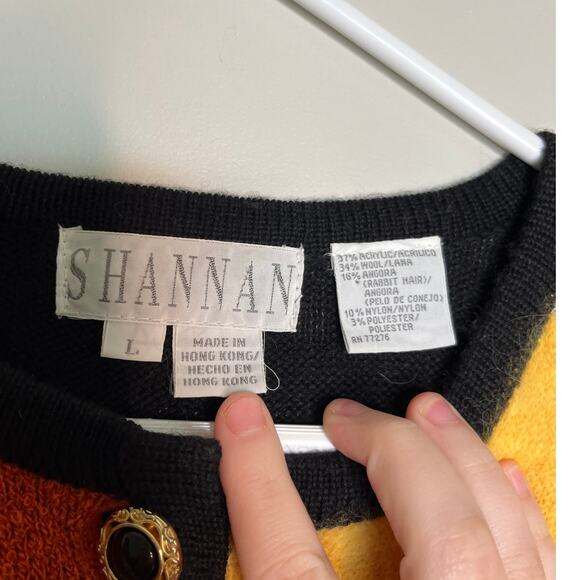 SHANNAN
L
MADE IN
HONG KONG/
HECHO EN
HONG KONG
37% ACRYLIC/ACRILICO
34% WOOL/LANA
16% ANGORA
(RABBIT HAIR)/
ANGORA
(PELO DE CONEJO)
10% NYLON/NYLON
3% POLYESTER/
POLIESTER
RN 77276